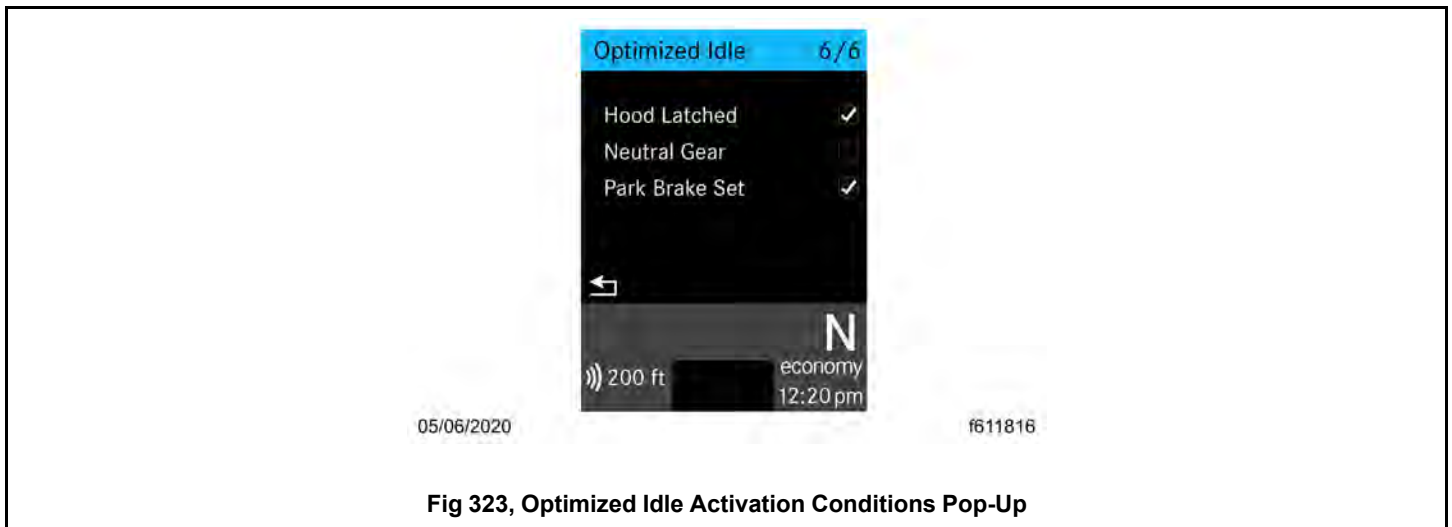 Optimized Idle 6/6
Hood Latched
Neutral Gear
Park Brake Set
N
economy
200 ft
12:20 pm
05/06/2020 f611816
Fig 323, Optimized Idle Activation Conditions Pop-Up